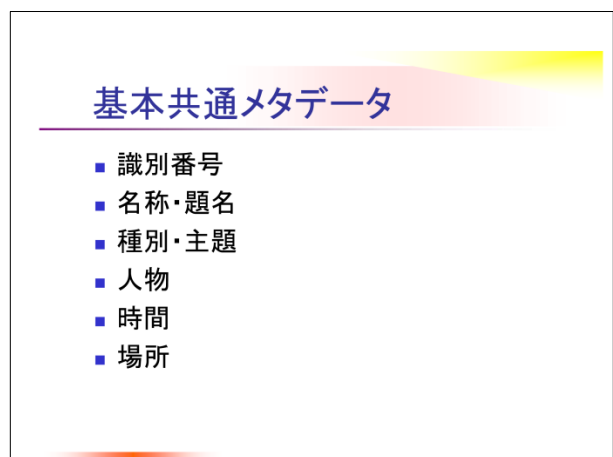 基本共通メタデータ
識別番号
名称・題名
種別・主題
人物
時間
場所